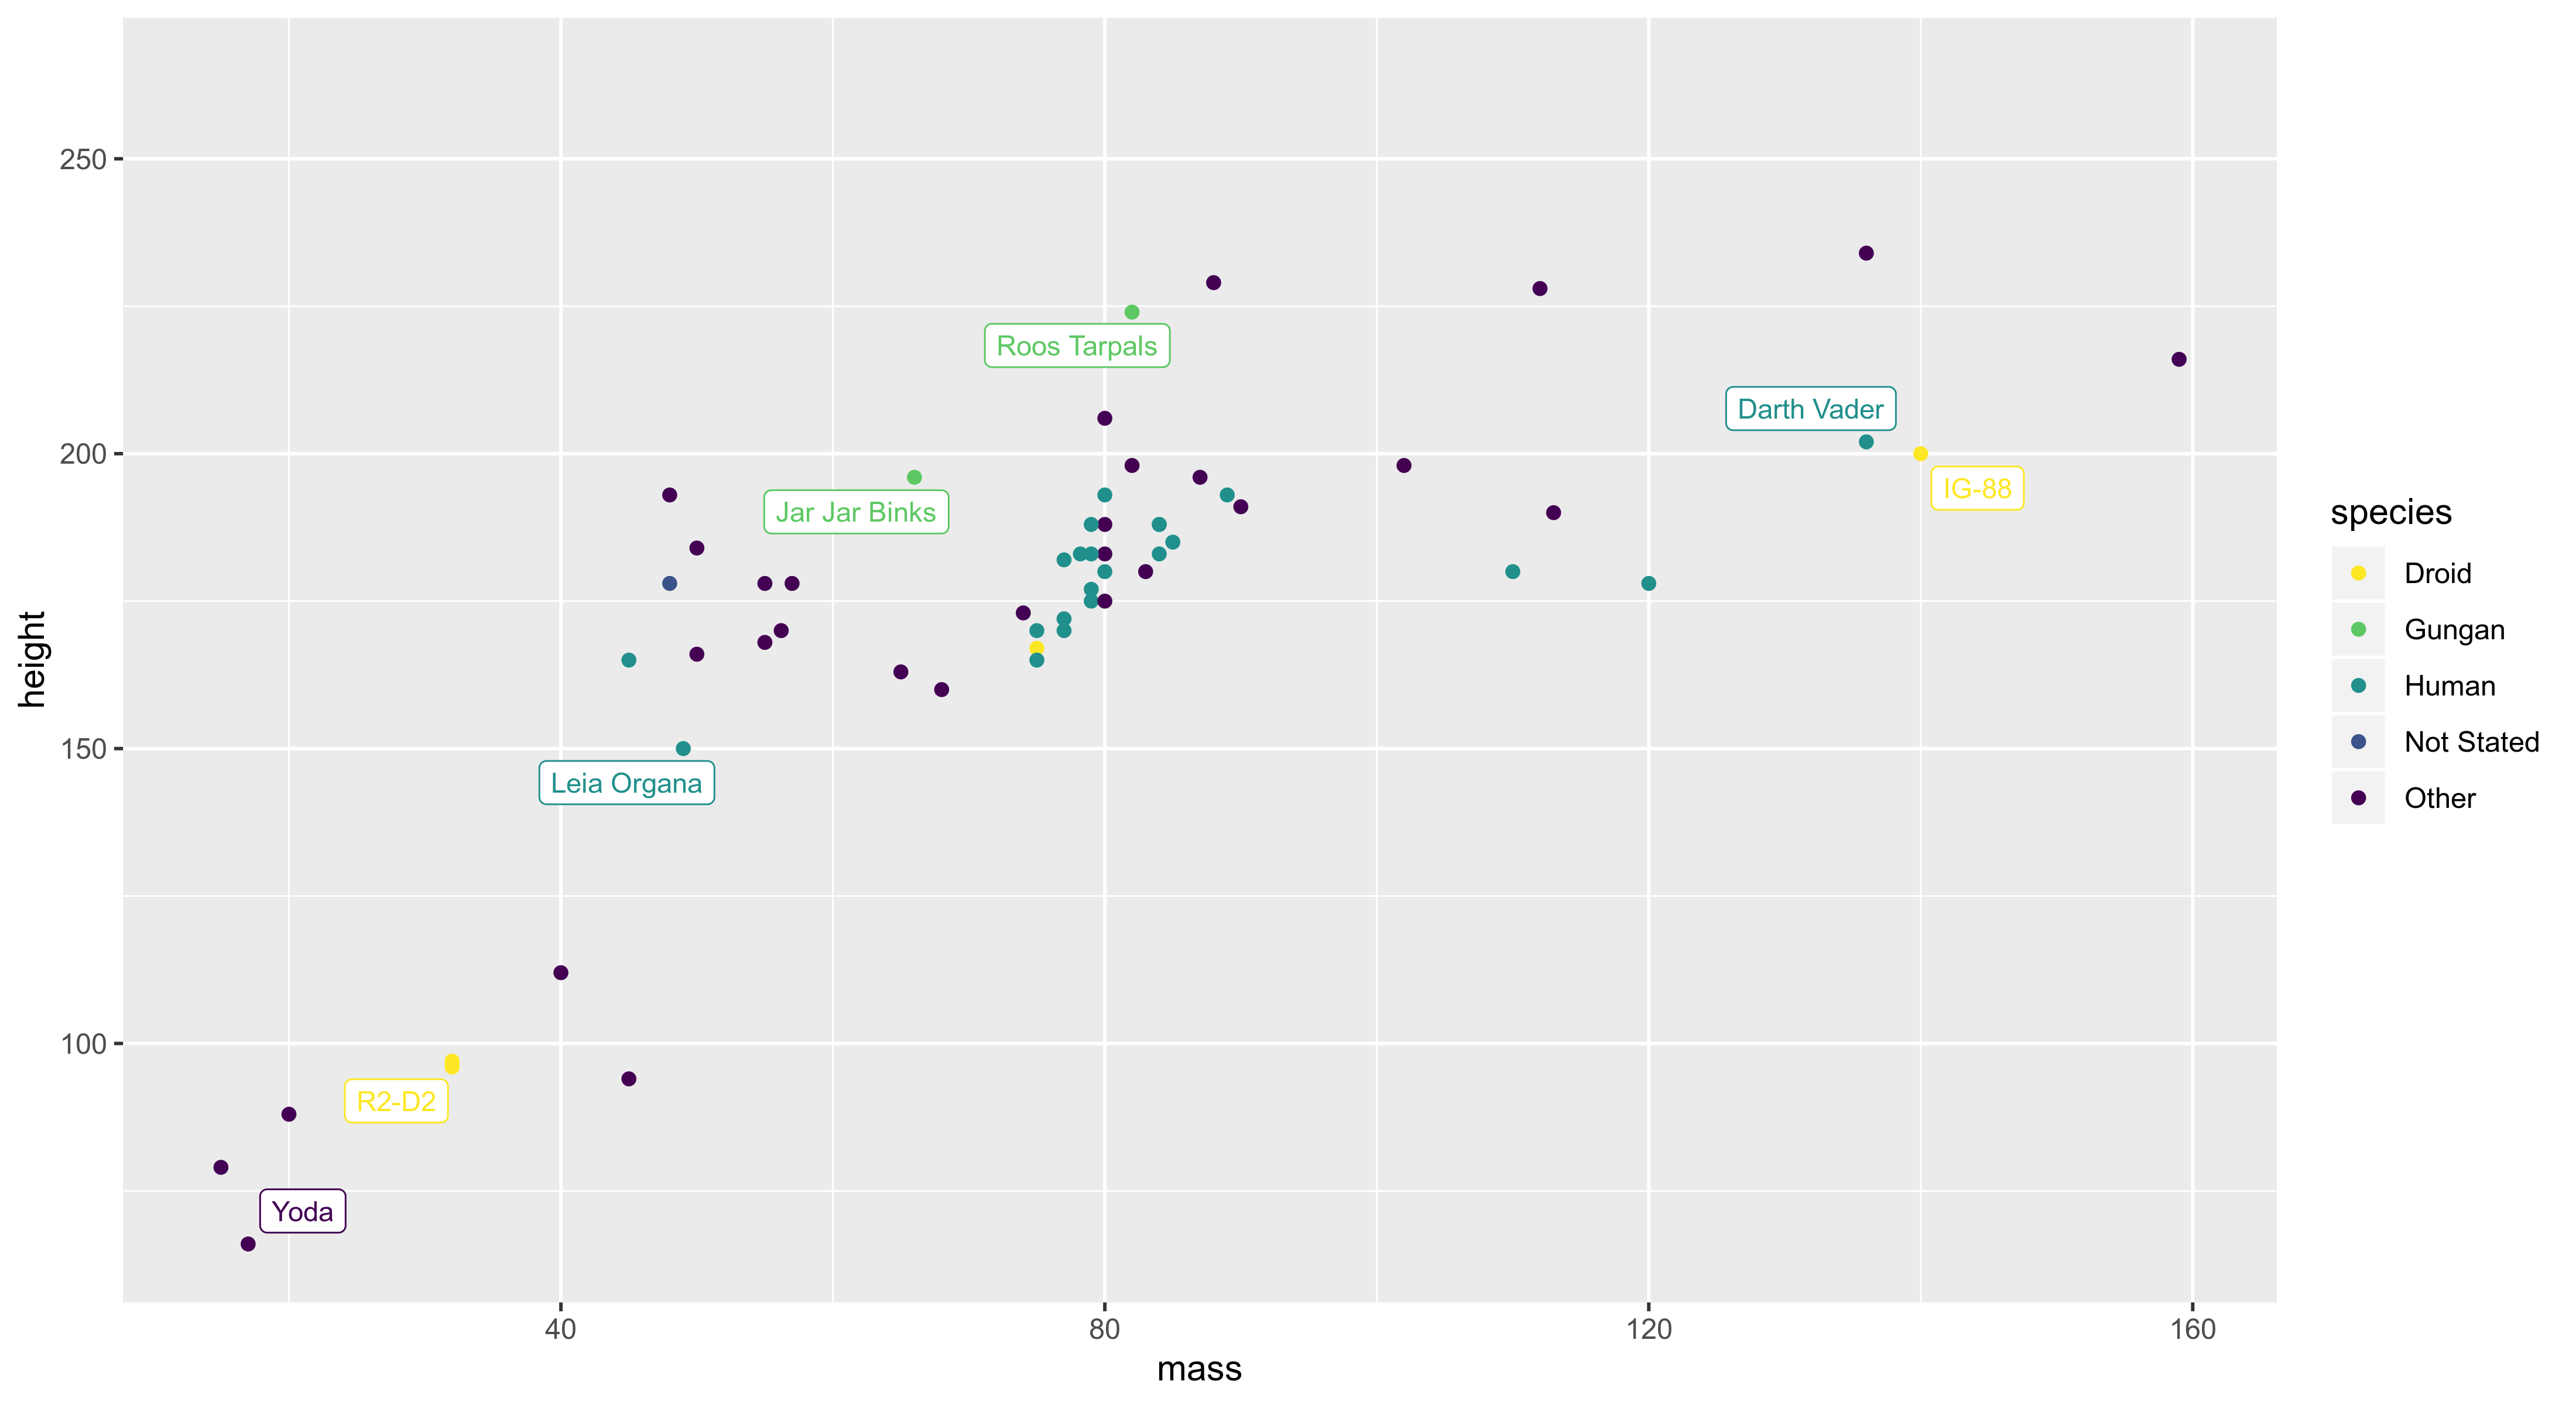 250
200
150
100
height
Roos Tarpals
Darth Vader
IG-88
Jar Jar Binks
Leia Organa
R2-D2
Yoda
40 80 120 160
mass
species
Droid
Gungan
Human
Not Stated
Other